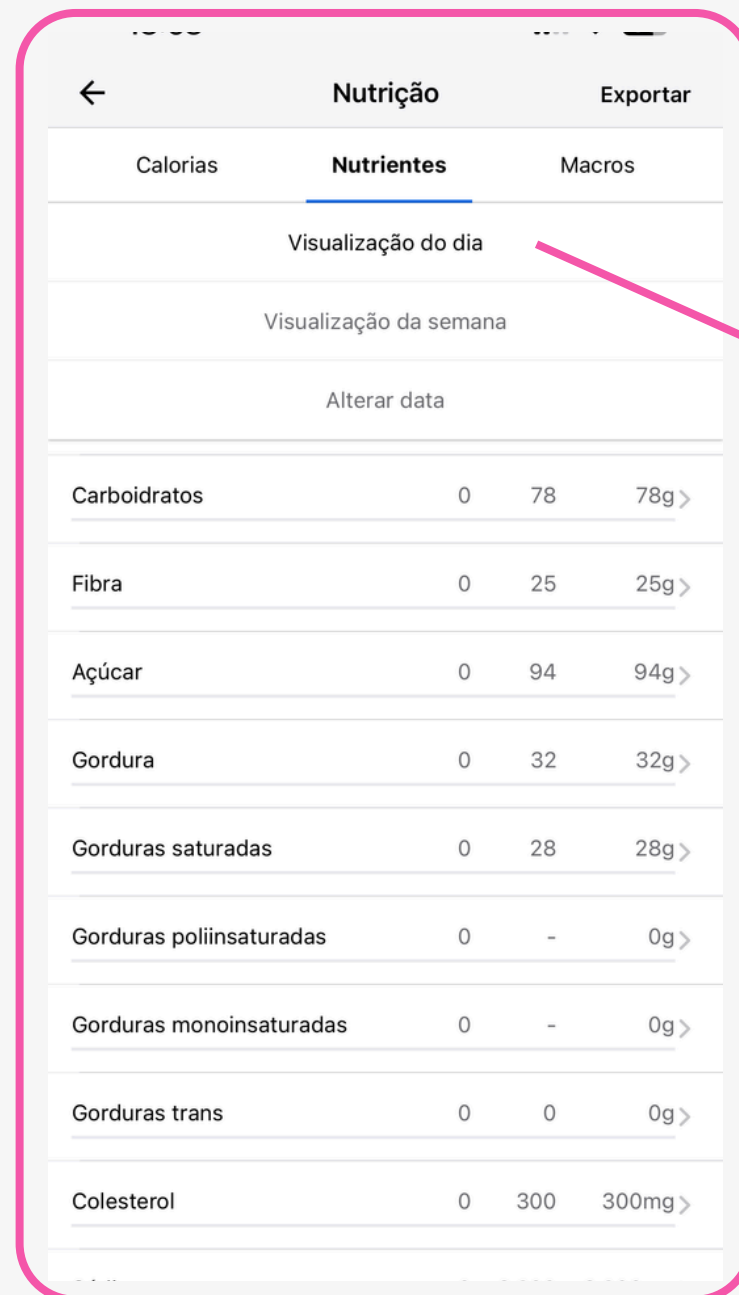 Nutrição Exportar
Calorias Nutrientes Macros
Visualização do dia
Visualização da semana
Alterar data
Carboidratos 0 78 78g
Fibra 0 25 25g
Açúcar 0 94 94g
Gordura 0 32 32g
Gorduras saturadas 0 28 28g
Gorduras poliinsaturadas 0 - 0g
Gorduras monoinsaturadas 0 - 0g
Gorduras trans 0 0 0g
Colesterol 0 300 300mg